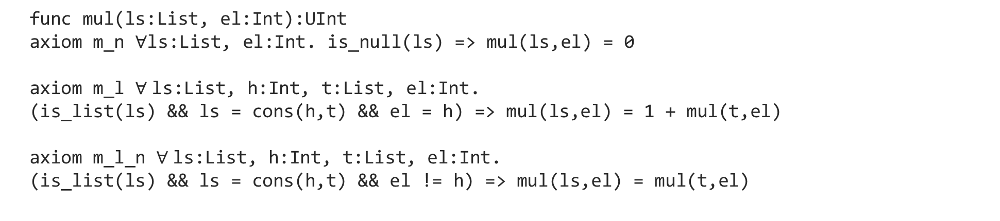 func mul(ls:List, el:Int):UInt
axiom m_n ∀ls:List, el:Int. is_null(ls) => mul(ls,el) = 0
axiom m_l ∀ ls:List, h:Int, t:List, el:Int.
(is_list(ls) && ls = cons(h,t) && el = h) => mul(ls,el) = 1 + mul(t,el)
axiom m_l_n ∀ ls:List, h:Int, t:List, el:Int.
(is_list(ls) && ls = cons(h,t) && el != h) => mul(ls,el) = mul(t,el)